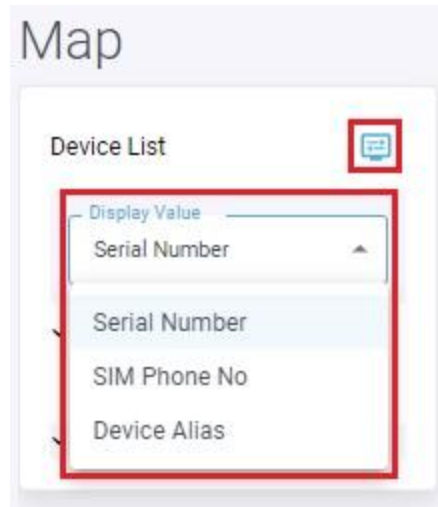 Map
Device List
Display Value
Serial Number
Serial Number
SIM Phone No
Device Alias